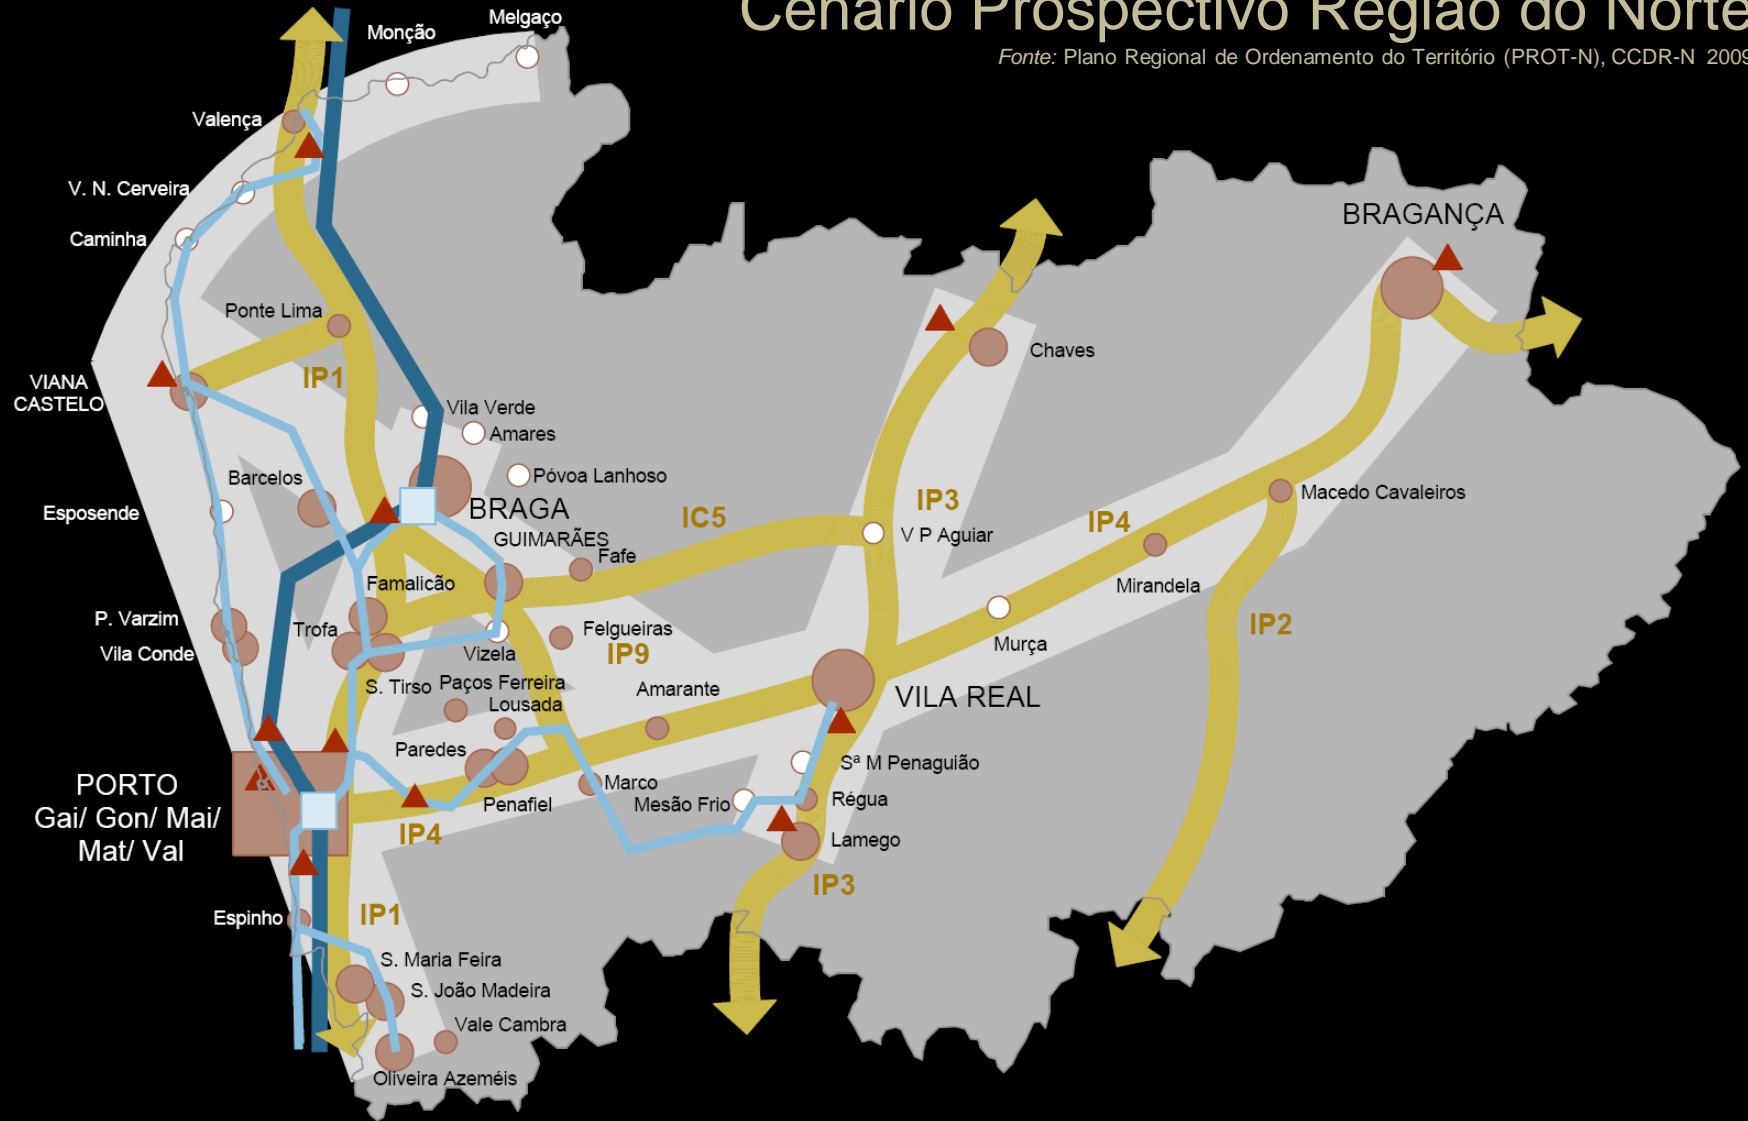 Cenário Prospectivo Região do Norte
Fonte: Plano Regional de Ordenamento do Território (PROT-N), CCDR-N 2009
Melgaço
Monção
Valença
V. N. Cerveira
Caminha
BRAGANÇA
Ponte Lima
Chaves
IP1
VIANA
CASTELO
Vila Verde
Amares
Póvoa Lanhoso
Barcelos
Macedo Cavaleiros
Esposende
BRAGA
IC5
IP3
IP4
V P Aguiar
GUIMARÃES
Fafe
Famalicão
Mirandela
P. Varzim
Trofa
Felgueiras
IP2
Vila Conde
Vizela
IP9
Murça
S. Tirso
Paços Ferreira
Lousada
Amarante
VILA REAL
Paredes
Sª M Penaguião
PORTO
Gai/ Gon/ Mai/
Mat/ Val
Marco
Penafiel
Mesão Frio
Régua
IP4
Lamego
IP3
Espinho
IP1
S. Maria Feira
S. João Madeira
Vale Cambra
Oliveira Azeméis